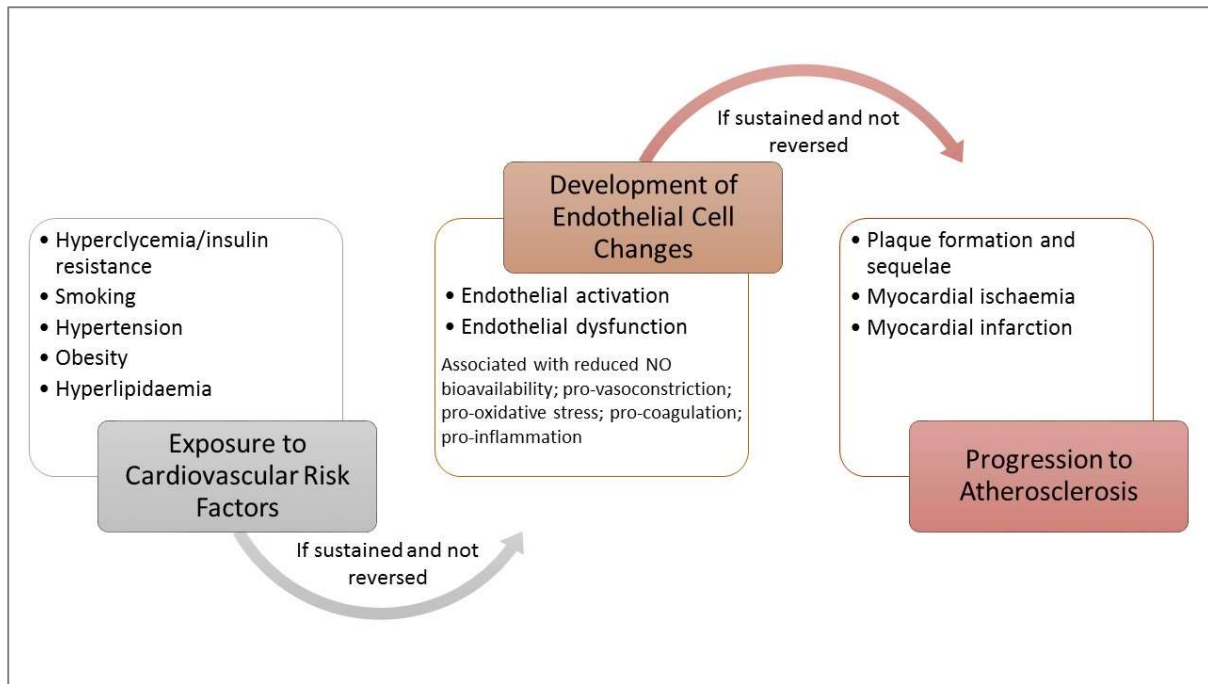 • Hyperclycemia/insulin
resistance
• Smoking
• Hypertension
• Obesity
• Hyperlipidaemia
Exposure to
Cardiovascular Risk
Factors
If sustained and not
reversed
Development of
Endothelial Cell
Changes
• Endothelial activation
• Endothelial dysfunction
Associated with reduced NO
bioavailability; pro-vasoconstriction;
pro-oxidative stress; pro-coagulation;
pro-inflammation
If sustained and not
reversed
• Plaque formation and
sequelae
• Myocardial ischaemia
• Myocardial infarction
Progression to
Atherosclerosis